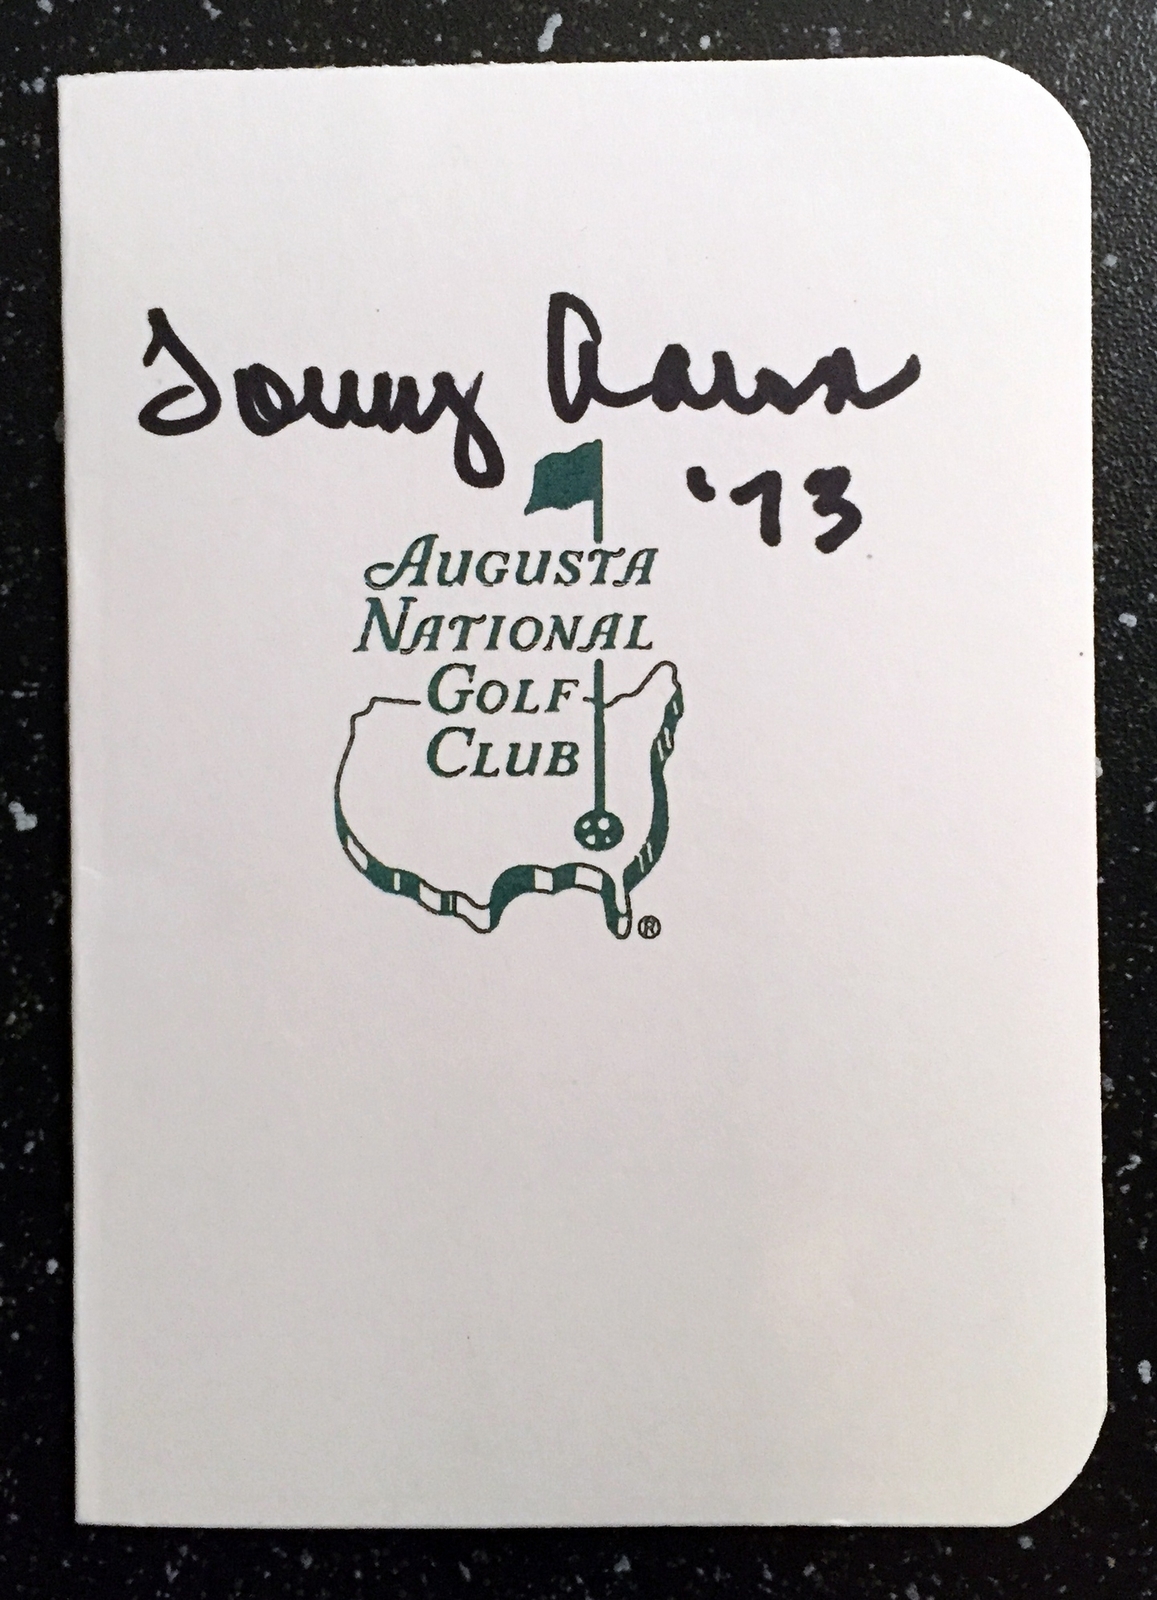 Tommy Aaron
'73
AUGUSTA
NATIONAL
GOLF
CLUB
®